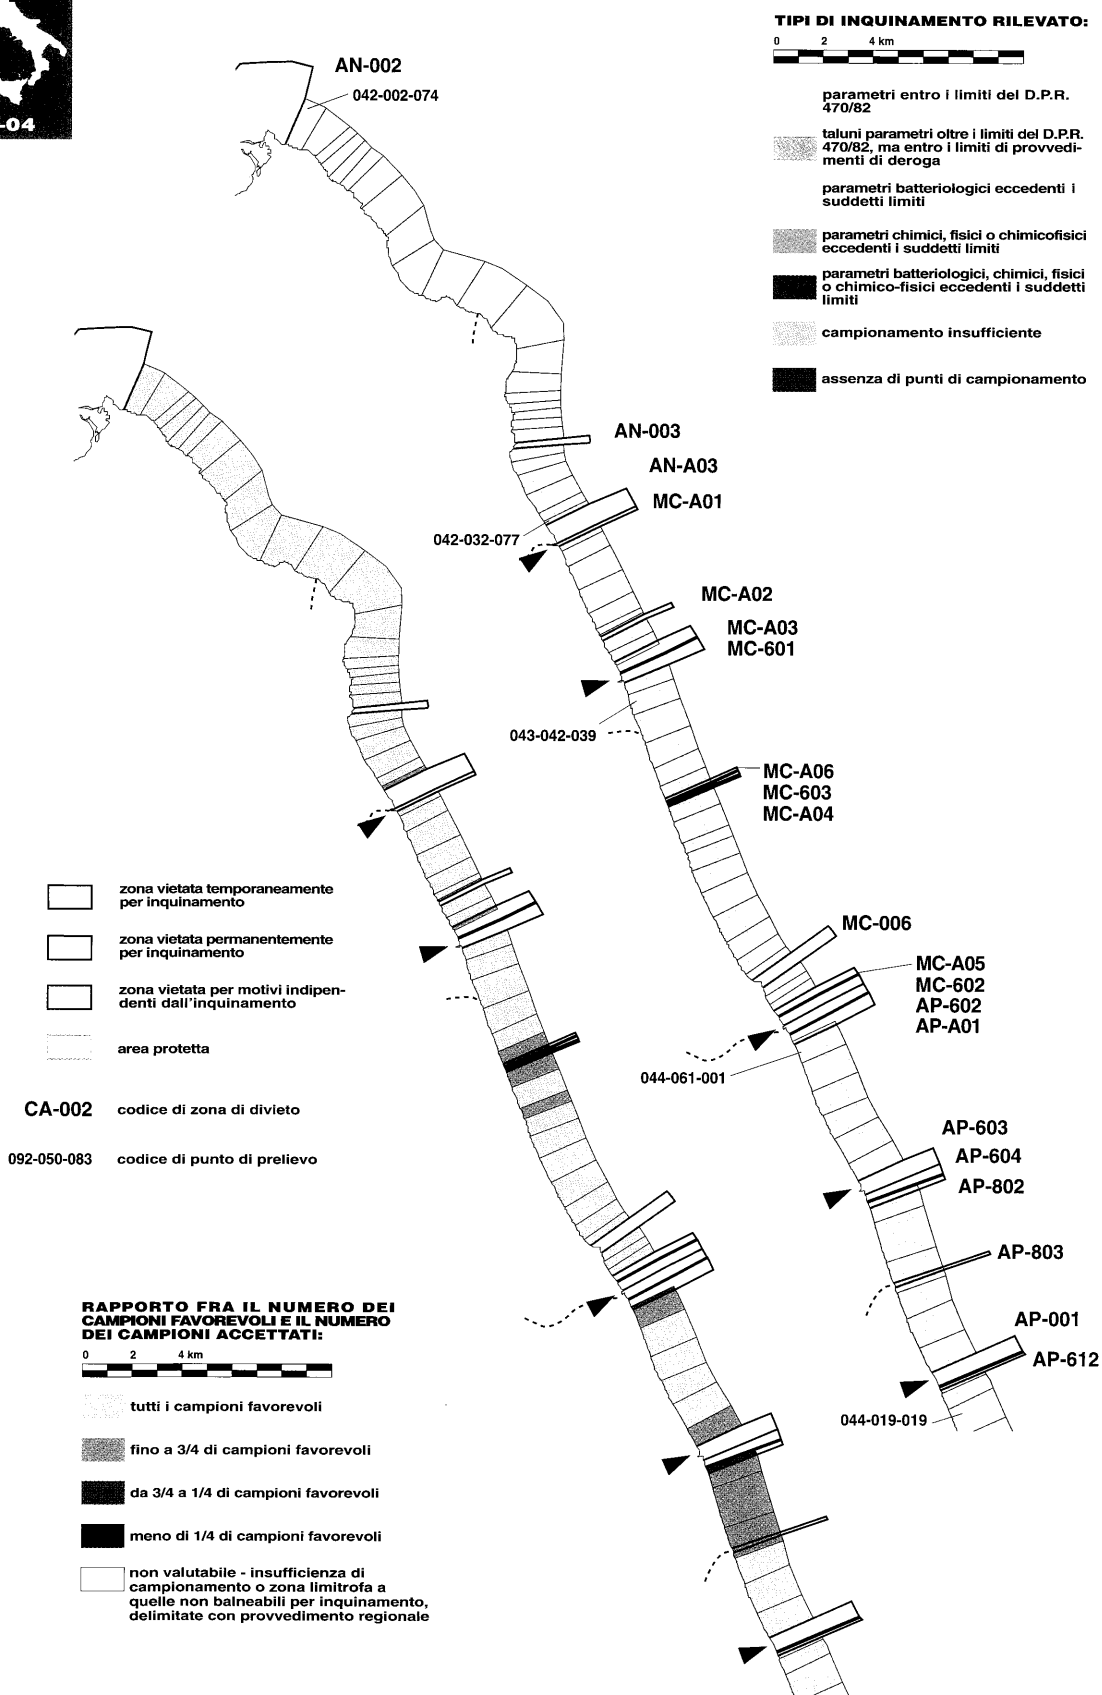 -04
TIPI DI INQUINAMENTO RILEVATO:
0 2 4 km
parametri entro i limiti del D.P.R.
470/82
taluni parametri oltre i limiti del D.P.R.
470/82, ma entro i limiti di provvedi-
menti di deroga
parametri batteriologici eccedenti i
suddetti limiti
parametri chimici, fisici o chimicofisici
eccedenti i suddetti limiti
parametri batteriologici, chimici, fisici
o chimico-fisici eccedenti i suddetti
limiti
campionamento insufficiente
assenza di punti di campionamento
AN-002
042-002-074
AN-003
AN-A03
MC-A01
042-032-077
MC-A02
MC-A03
MC-601
043-042-039
MC-A06
MC-603
MC-A04
MC-006
MC-A05
MC-602
AP-602
AP-A01
044-061-001
AP-603
AP-604
AP-802
AP-803
AP-001
AP-612
044-019-019
zona vietata temporaneamente
per inquinamento
zona vietata permanentemente
per inquinamento
zona vietata per motivi indipen-
denti dall'inquinamento
area protetta
CA-002 codice di zona di divieto
092-050-083 codice di punto di prelievo
RAPPORTO FRA IL NUMERO DEI
CAMPIONI FAVOREVOLI E IL NUMERO
DEI CAMPIONI ACCETTATI:
0 2 4 km
tutti i campioni favorevoli
fino a 3/4 di campioni favorevoli
da 3/4 a 1/4 di campioni favorevoli
meno di 1/4 di campioni favorevoli
non valutabile - insufficienza di
campionamento o zona limitrofa a
quelle non balneabili per inquinamento,
delimitate con provvedimento regionale